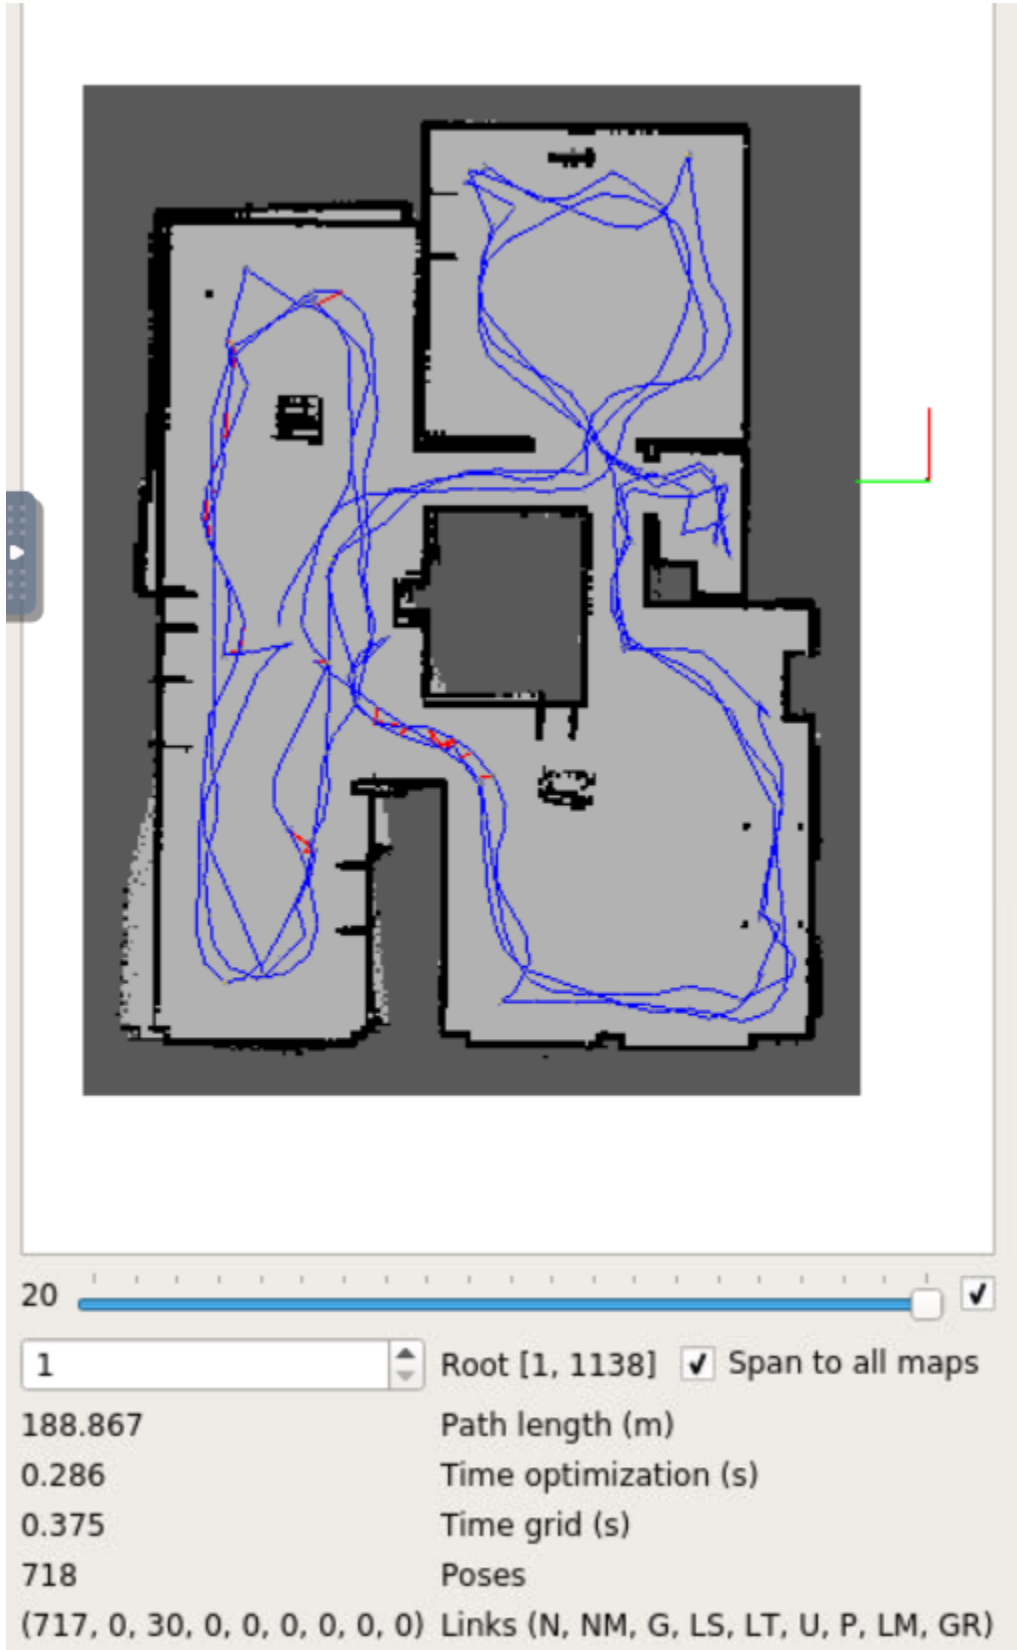 20
1 Root [1, 1138] Span to all maps
188.867 Path length (m)
0.286 Time optimization (s)
0.375 Time grid (s)
718 Poses
(717, 0, 30, 0, 0, 0, 0, 0, 0) Links (N, NM, G, LS, LT, U, P, LM, GR)